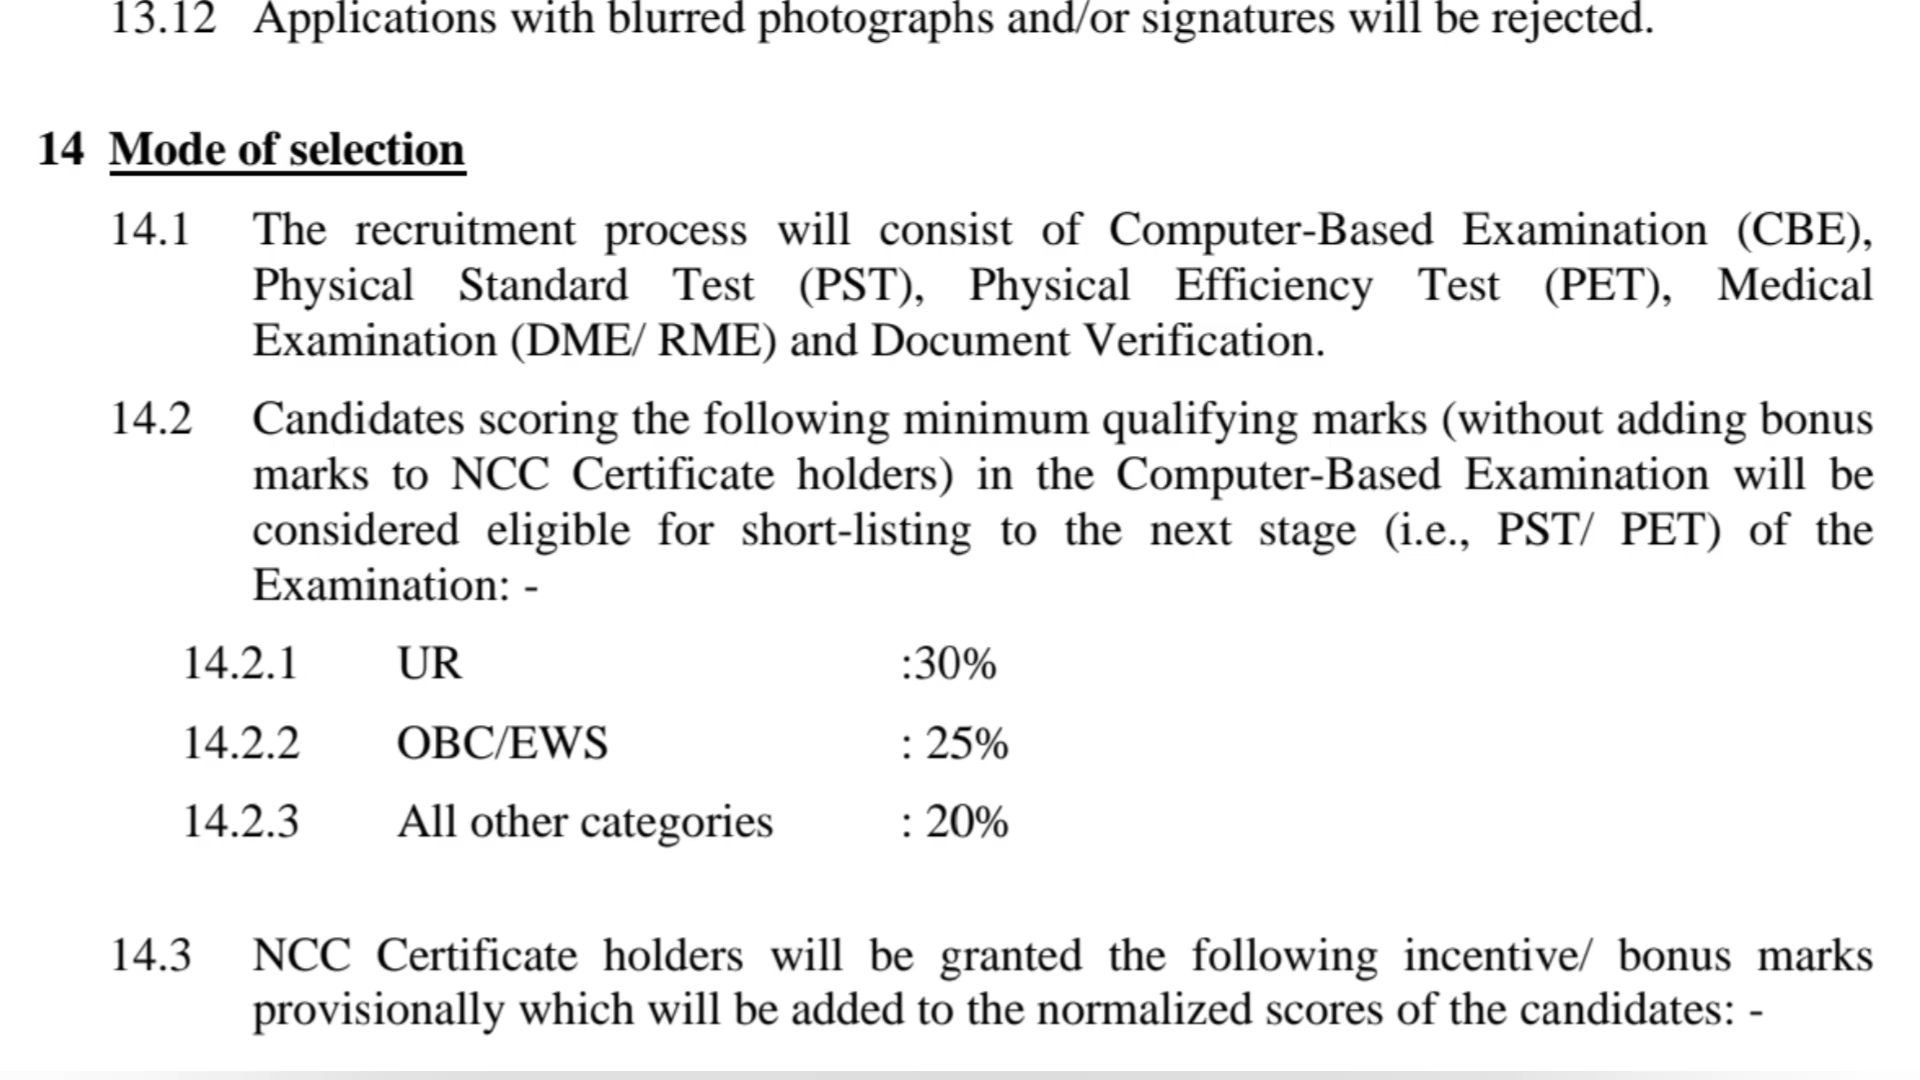 13.12 Applications with blurred photographs and/or signatures will be rejected.
14 Mode of selection
14.1 The recruitment process will consist of Computer-Based Examination (CBE),
Physical Standard Test (PST), Physical Efficiency Test (PET), Medical
Examination (DME/ RME) and Document Verification.
14.2 Candidates scoring the following minimum qualifying marks (without adding bonus
marks to NCC Certificate holders) in the Computer-Based Examination will be
considered eligible for short-listing to the next stage (i.e., PST/ PET) of the
Examination: -
14.2.1 UR :30%
14.2.2 OBC/EWS : 25%
14.2.3 All other categories : 20%
14.3 NCC Certificate holders will be granted the following incentive/ bonus marks
provisionally which will be added to the normalized scores of the candidates: -